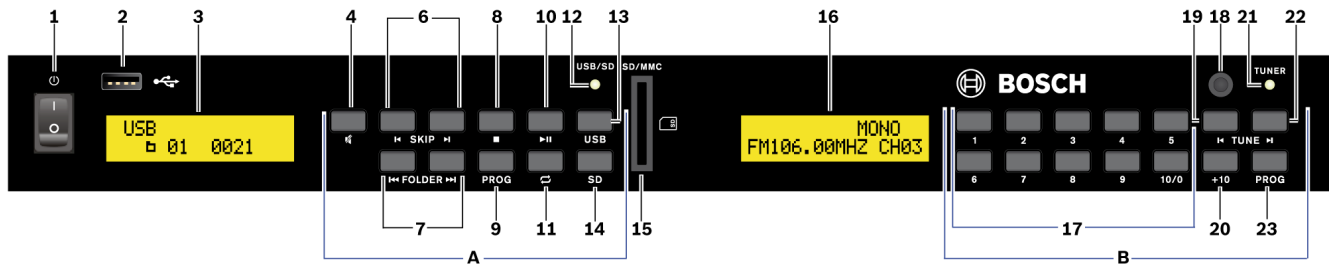 1 2 3 4 6 8 10 12 13 16 19 18 21 22
USB/SD SD/MMC
TUNER
BOSCH
USB
01 0021
MONO
FM106.00MHZ CH03
SKIP USB
1 2 3 4 5 TUNE
FOLDER PROG SD
6 7 8 9 10/0 +10 PROG
SD
7 9 11 14 15 17 20 23
A B